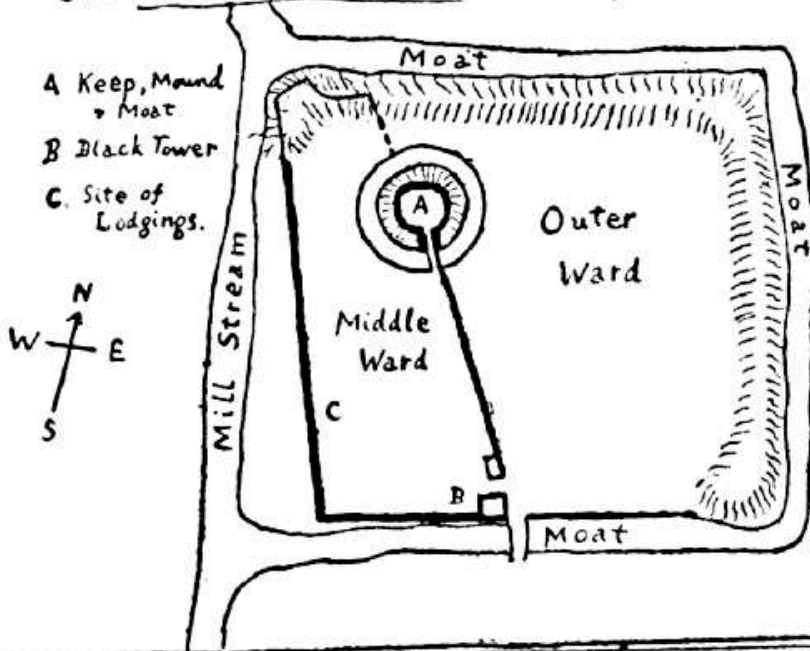 A Keep, Mound
& Moat
B Black Tower
C. Site of
Lodgings.
N
W E
S
Moat
Moat
Moat
Mill Stream
A
Outer
Ward
Middle
Ward
C
B